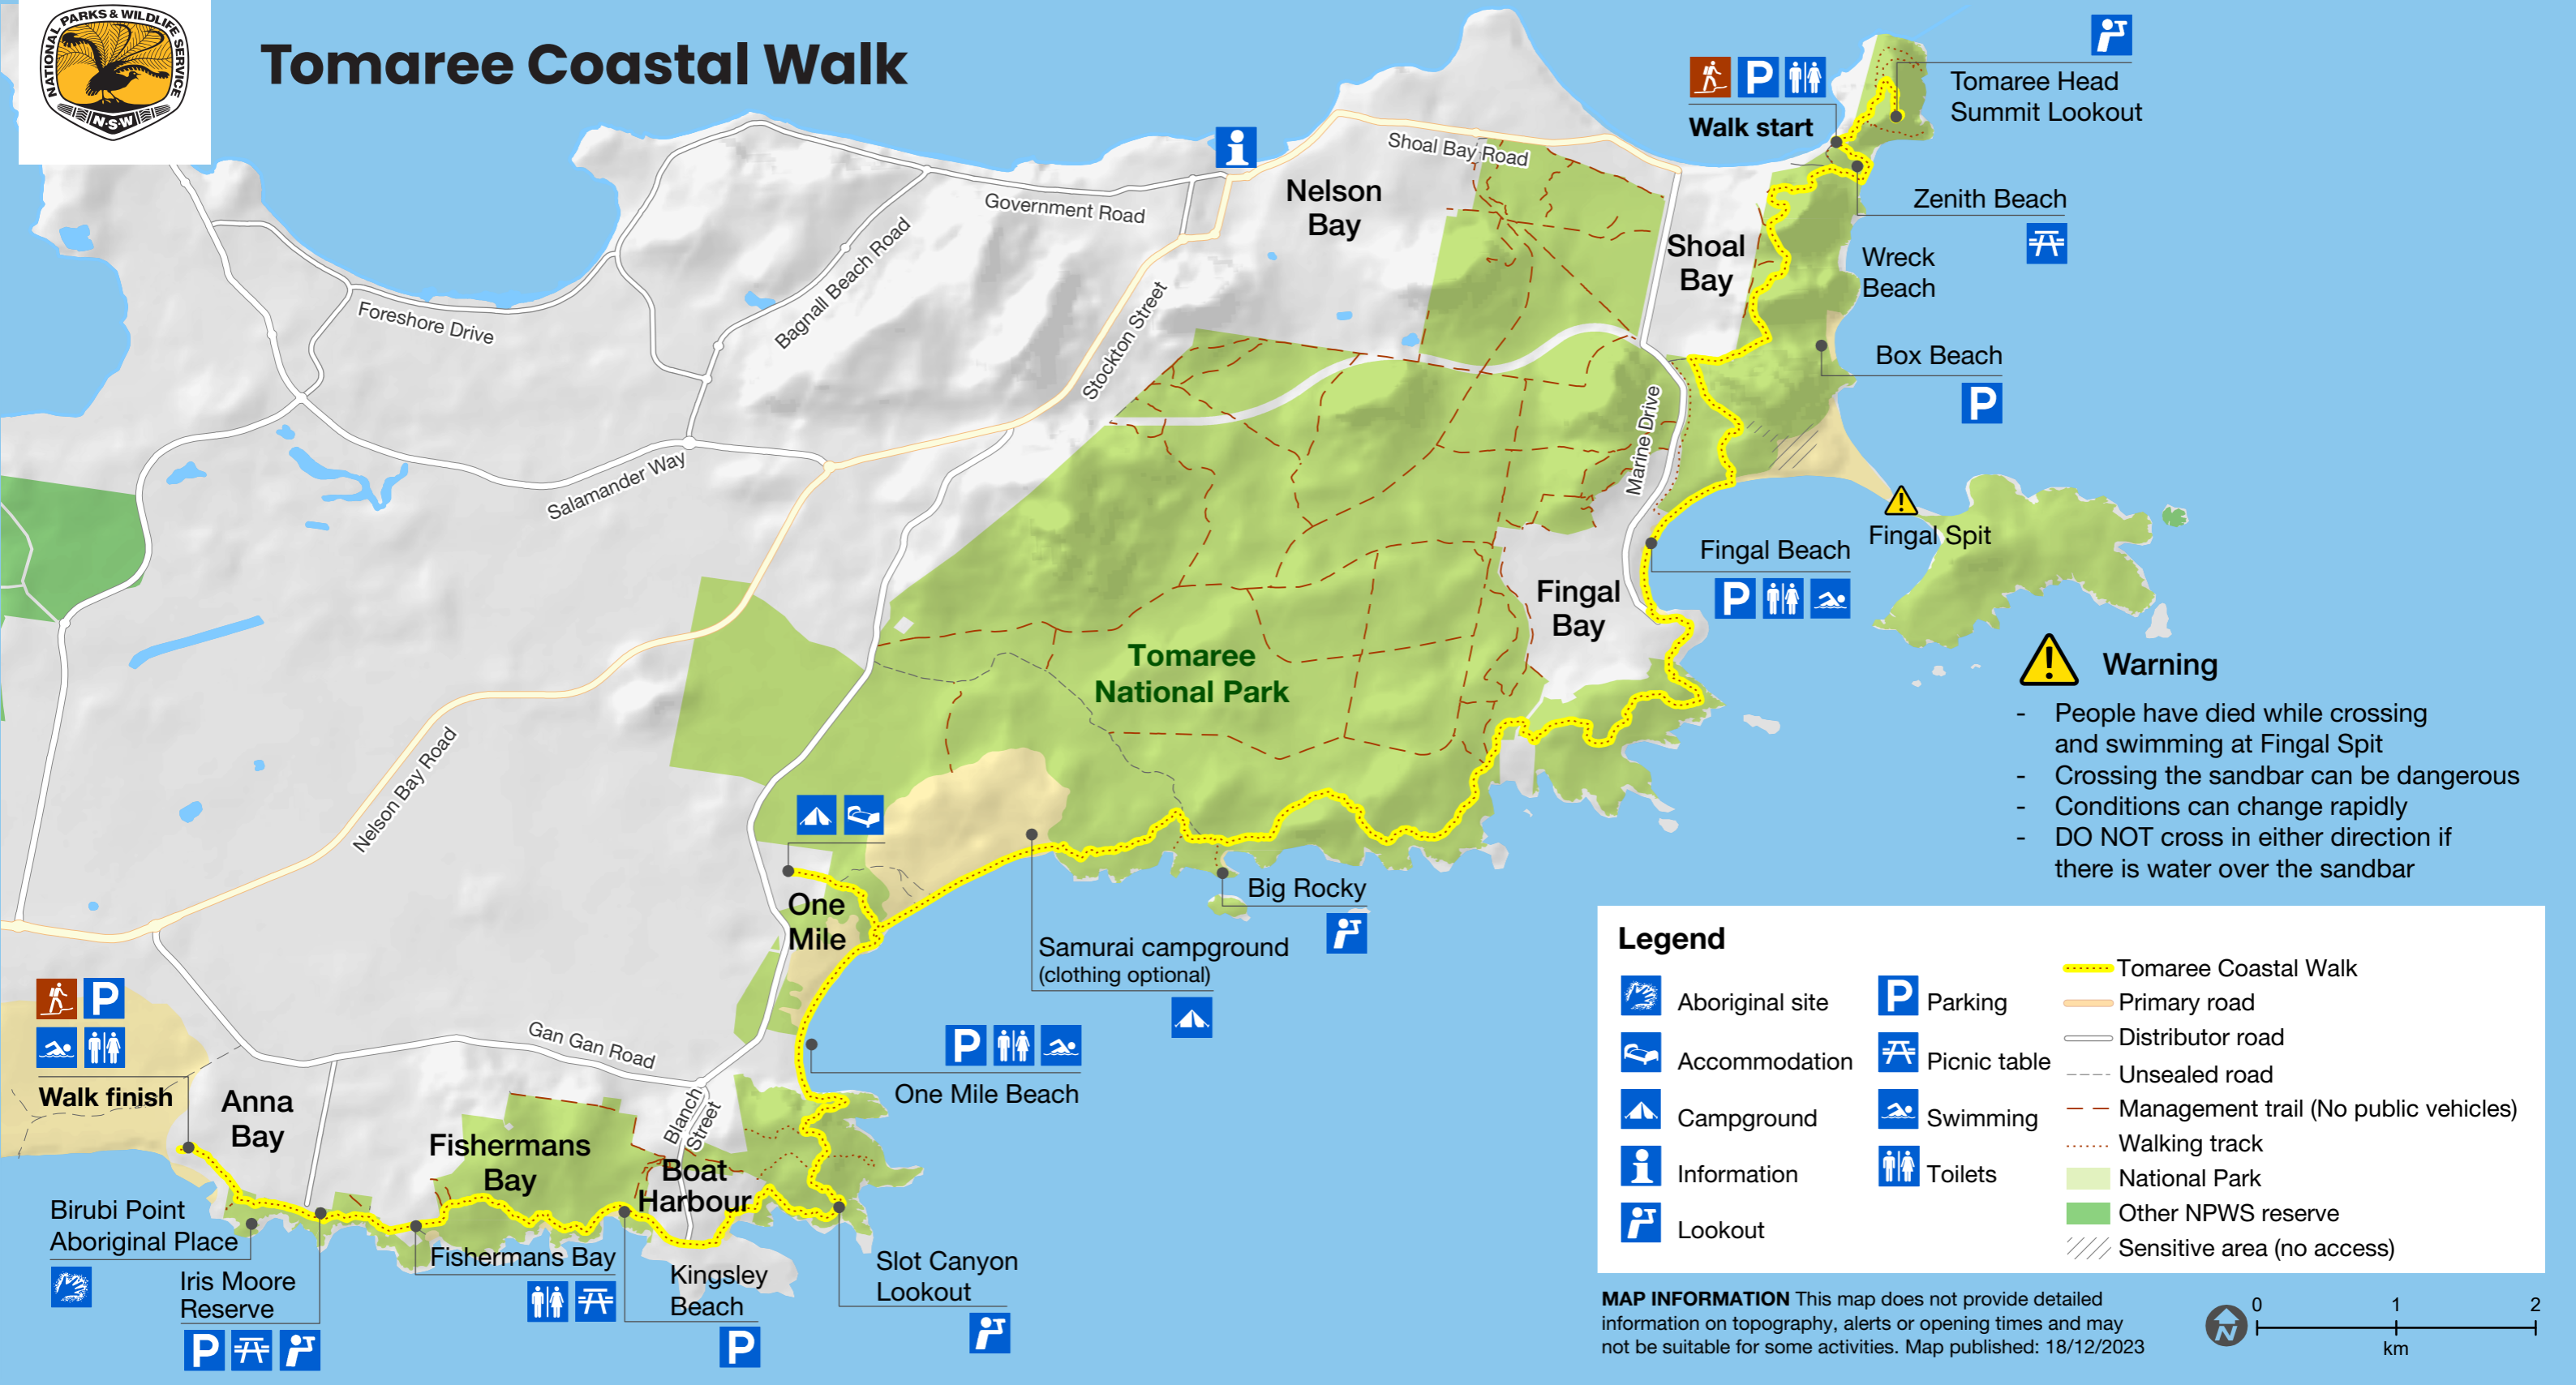 NATIONAL PARKS & WILDLIFE SERVICE
N·S·W
Tomaree Coastal Walk
Walk start
Tomaree Head
Summit Lookout
Shoal Bay Road
Nelson
Bay
Government Road
Zenith Beach
Bagnall Beach Road
Shoal
Bay
Wreck
Beach
Foreshore Drive
Stockton Street
Box Beach
Marine Drive
Salamander Way
Fingal Spit
Fingal Beach
Fingal
Bay
Tomaree
National Park
Warning
- People have died while crossing
and swimming at Fingal Spit
- Crossing the sandbar can be dangerous
- Conditions can change rapidly
- DO NOT cross in either direction if
there is water over the sandbar
Nelson Bay Road
One
Mile
Big Rocky
Samurai campground
(clothing optional)
Gan Gan Road
One Mile Beach
Walk finish
Anna
Bay
Blanch
Street
Fishermans
Bay
Boat
Harbour
Birubi Point
Aboriginal Place
Fishermans Bay
Iris Moore
Reserve
Kingsley
Beach
Slot Canyon
Lookout
P
P
P
P
P
P
P
Legend
Aboriginal site
Accommodation
Campground
Information
Lookout
P Parking
Picnic table
Swimming
Toilets
Tomaree Coastal Walk
Primary road
Distributor road
Unsealed road
Management trail (No public vehicles)
Walking track
National Park
Other NPWS reserve
Sensitive area (no access)
MAP INFORMATION This map does not provide detailed
information on topography, alerts or opening times and may
not be suitable for some activities. Map published: 18/12/2023
N
0 1 2
km